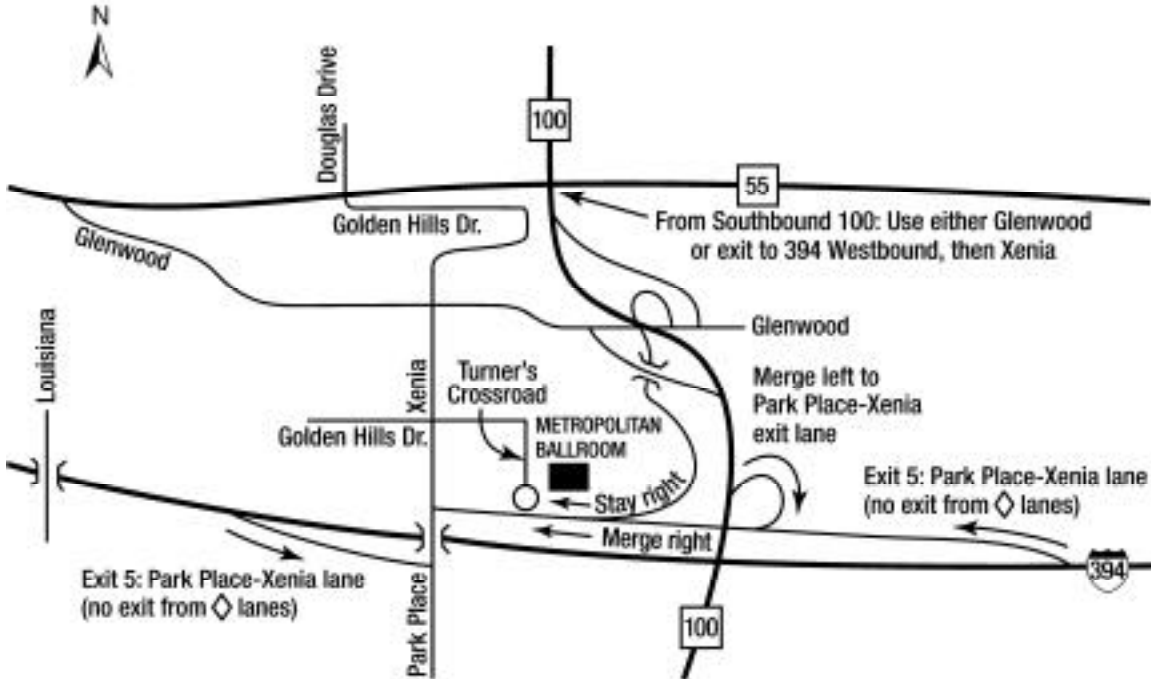 N
Douglas Drive
100
55
From Southbound 100: Use either Glenwood
or exit to 394 Westbound, then Xenia
Golden Hills Dr.
Glenwood
Glenwood
Louisiana
Xenia
Turner's
Crossroad
Merge left to
Park Place-Xenia
exit lane
Golden Hills Dr.
METROPOLITAN
BALLROOM
Stay right
Exit 5: Park Place-Xenia lane
(no exit from ◇ lanes)
Merge right
394
Exit 5: Park Place-Xenia lane
(no exit from ◇ lanes)
Park Place
100